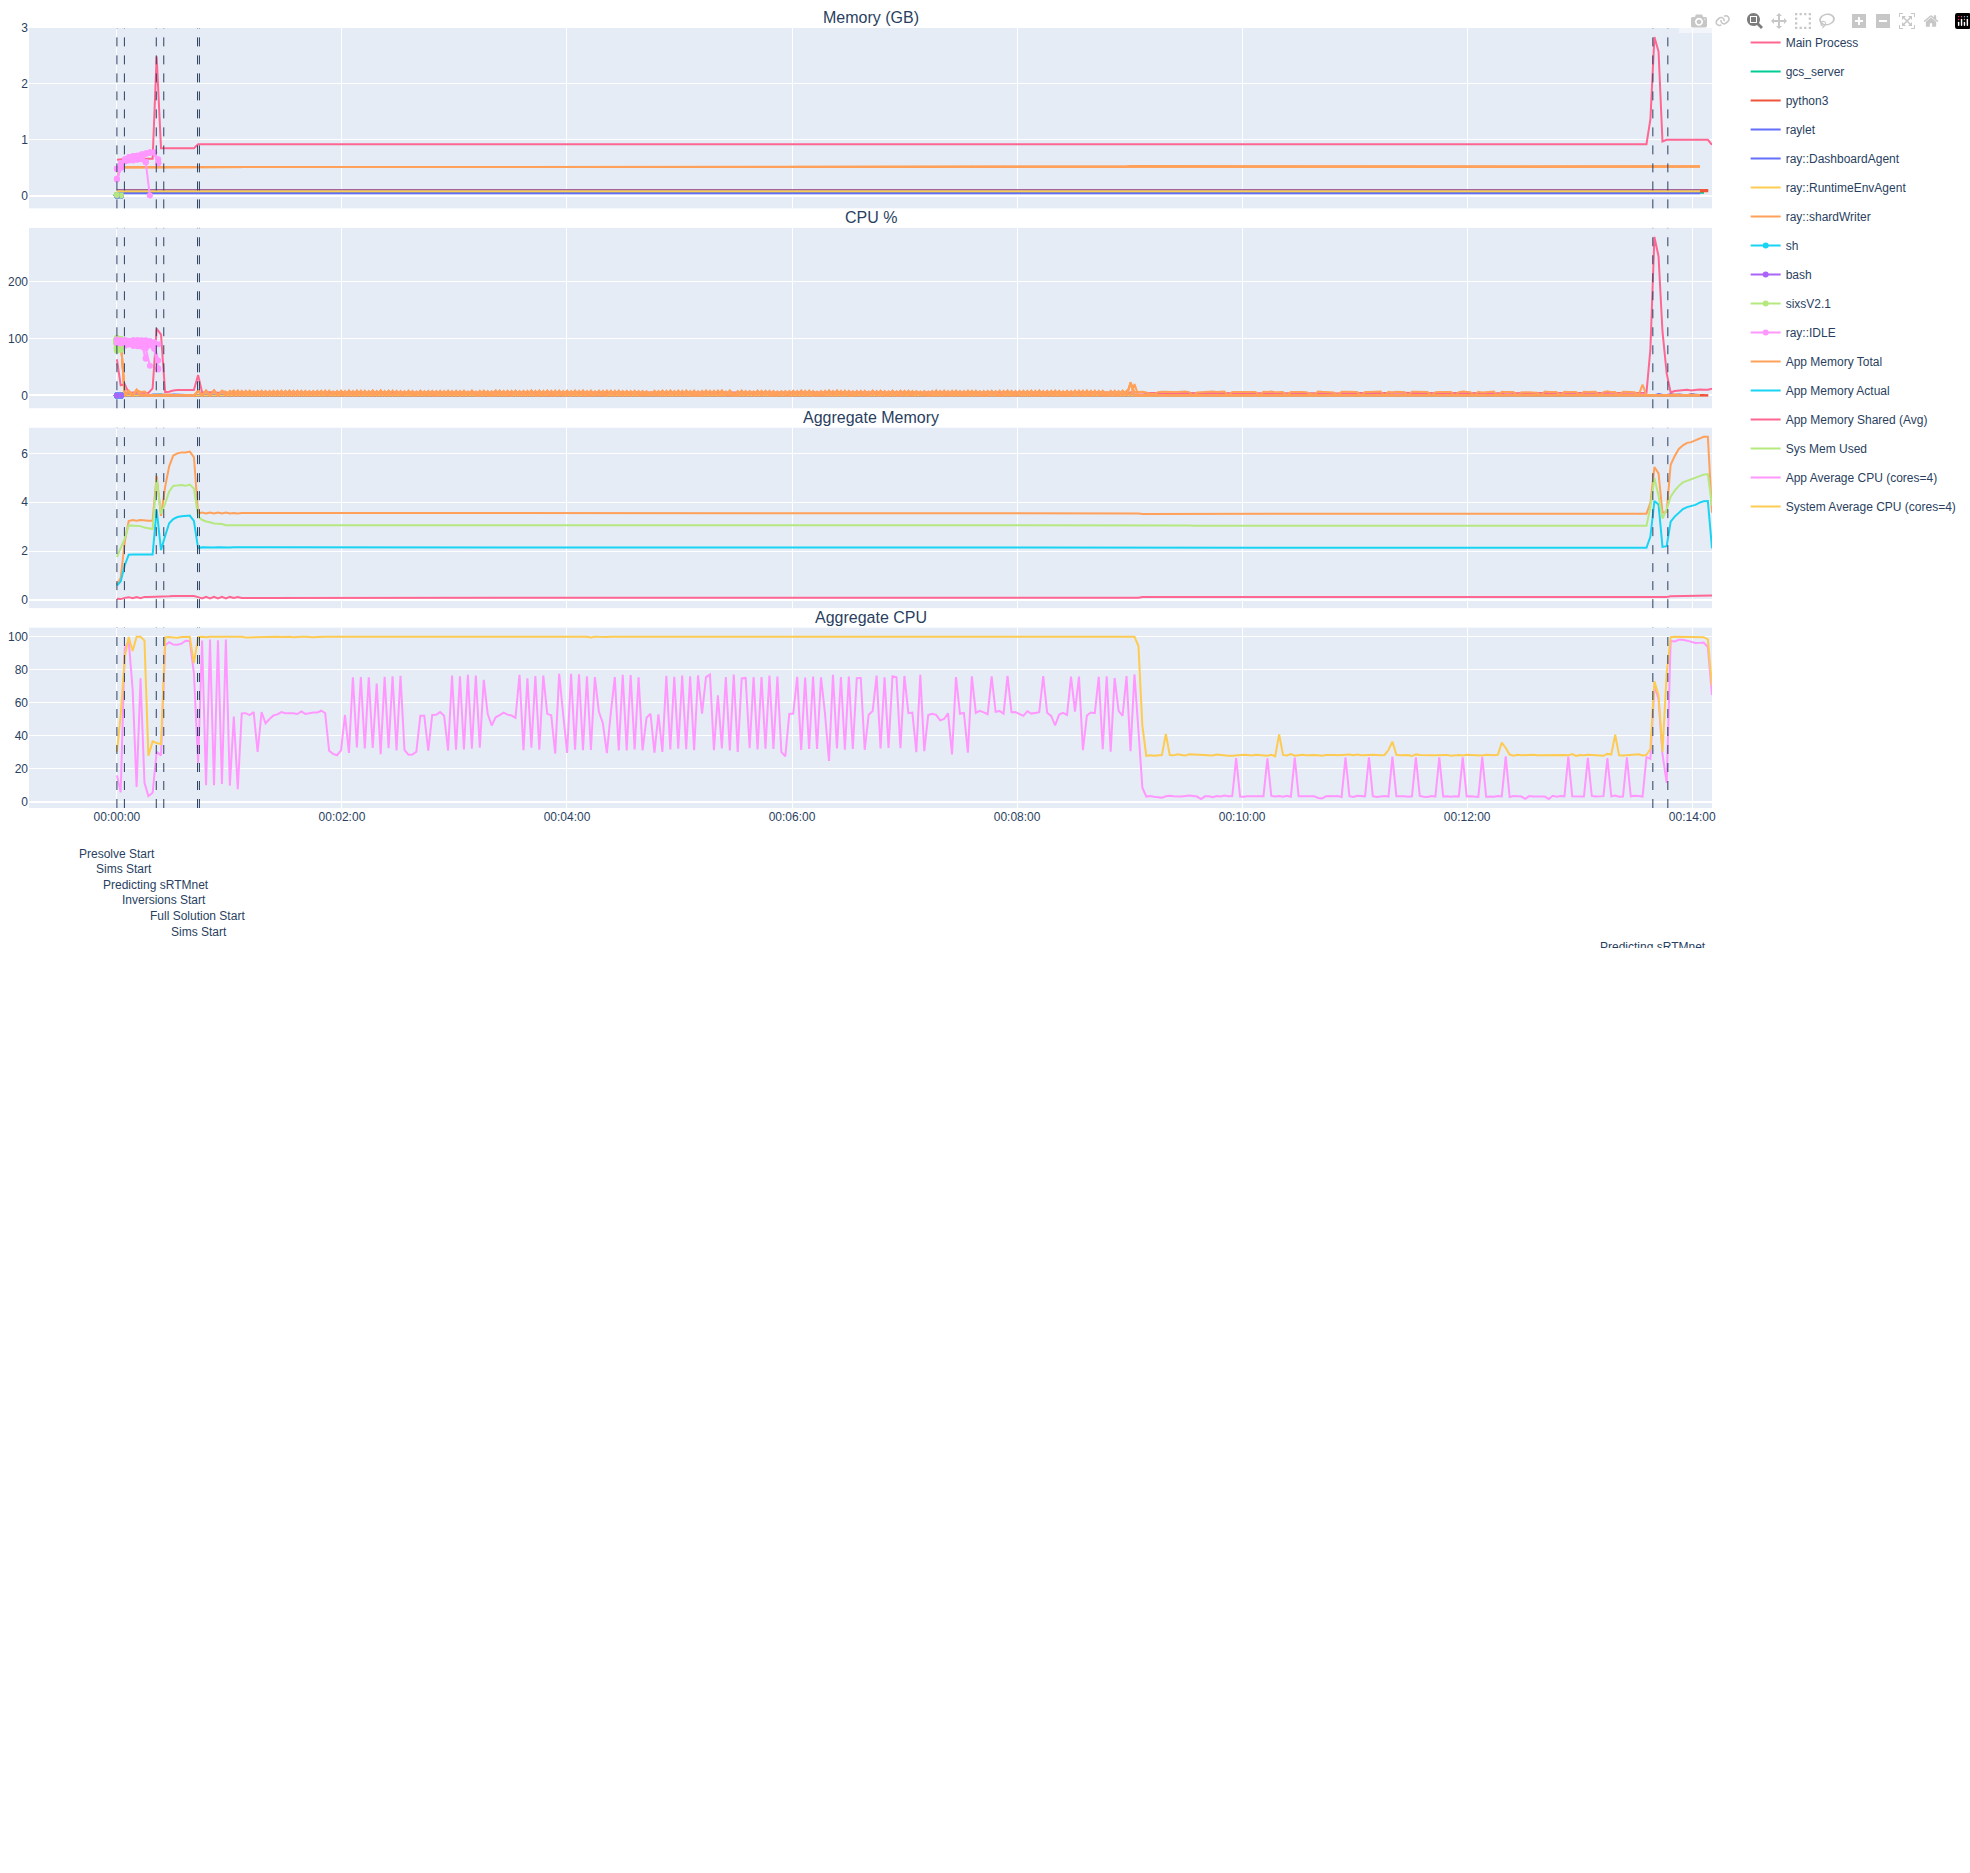 Memory (GB)
3
2
1
0
CPU %
200
100
0
Aggregate Memory
6
4
2
0
Aggregate CPU
100
80
60
40
20
0
00:00:00
00:02:00
00:04:00
00:06:00
00:08:00
00:10:00
00:12:00
00:14:00
Presolve Start
Sims Start
Predicting sRTMnet
Inversions Start
Full Solution Start
Sims Start
Predicting sRTMnet
Main Process
gcs_server
python3
raylet
ray::DashboardAgent
ray::RuntimeEnvAgent
ray::shardWriter
sh
bash
sixsV2.1
ray::IDLE
App Memory Total
App Memory Actual
App Memory Shared (Avg)
Sys Mem Used
App Average CPU (cores=4)
System Average CPU (cores=4)